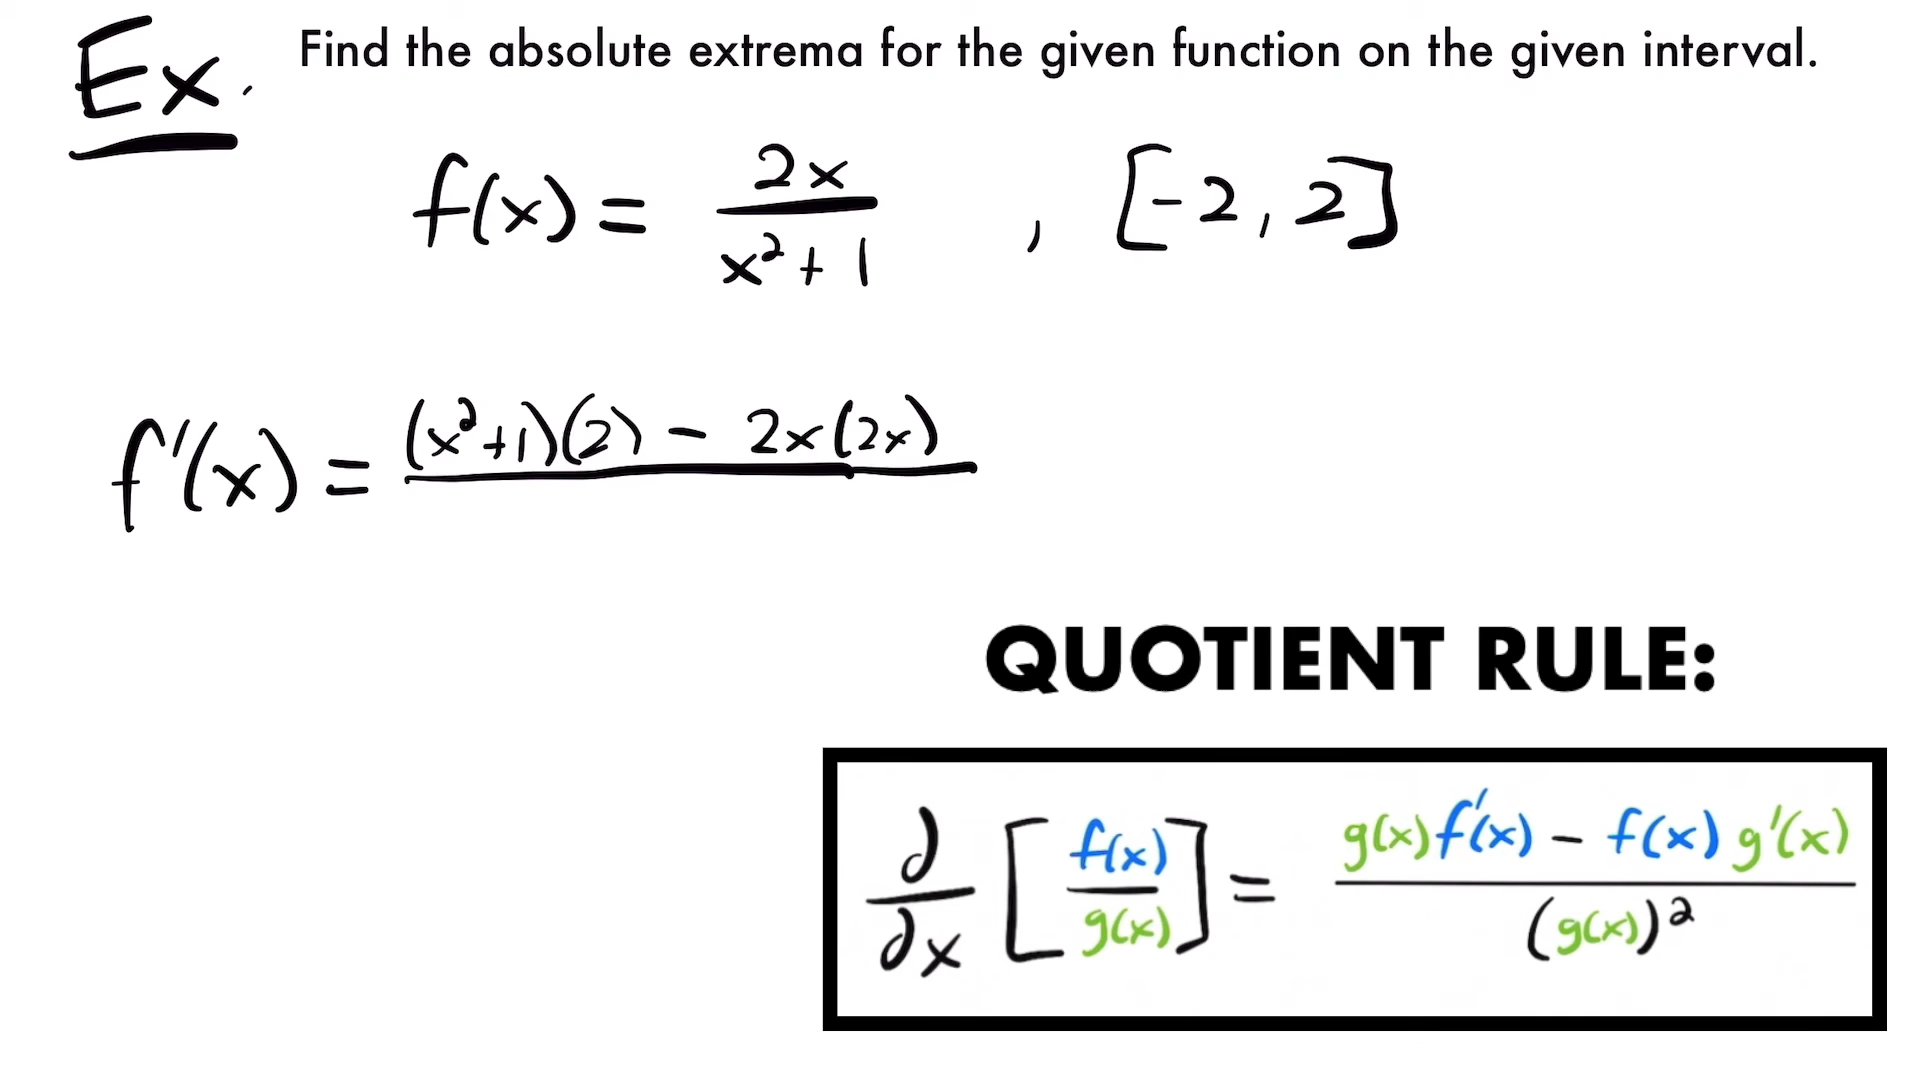 Ex. Find the absolute extrema for the given function on the given interval.
f(x) = 2x / x²+1 , [-2, 2]
f'(x) = (x²+1)(2) - 2x(2x)
QUOTIENT RULE:
∂/∂x [f(x)/g(x)] = g(x)f'(x) - f(x)g'(x) / (g(x))²